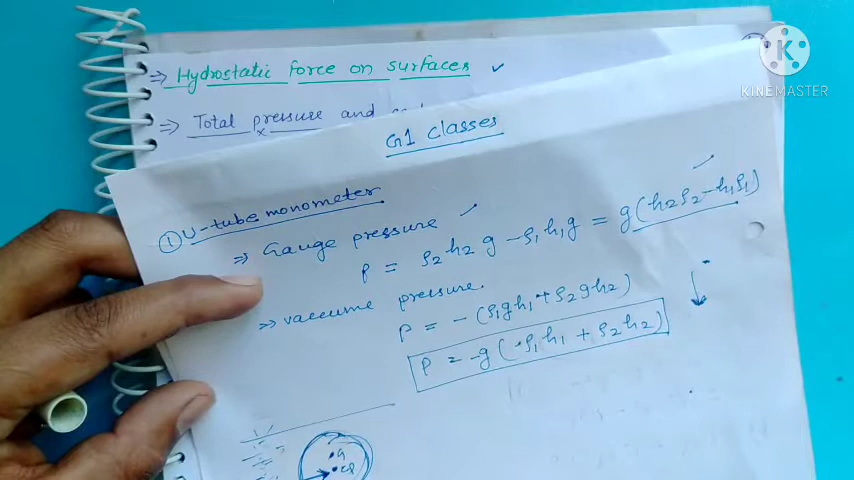 ⇒ Hydrostatic force on surfaces ✓
⇒ Total pressure and
G1 classes
① U-tube monometer
⇒ Gauge pressure ✓
P = ρ2 h2 g - ρ1 h1 g = g(h2ρ2 - h1ρ1)
⇒ vaccume pressure.
P = -(ρ1gh1 + ρ2gh2)
P = -g(ρ1h1 + ρ2h2)
G
CP
KINEMASTER